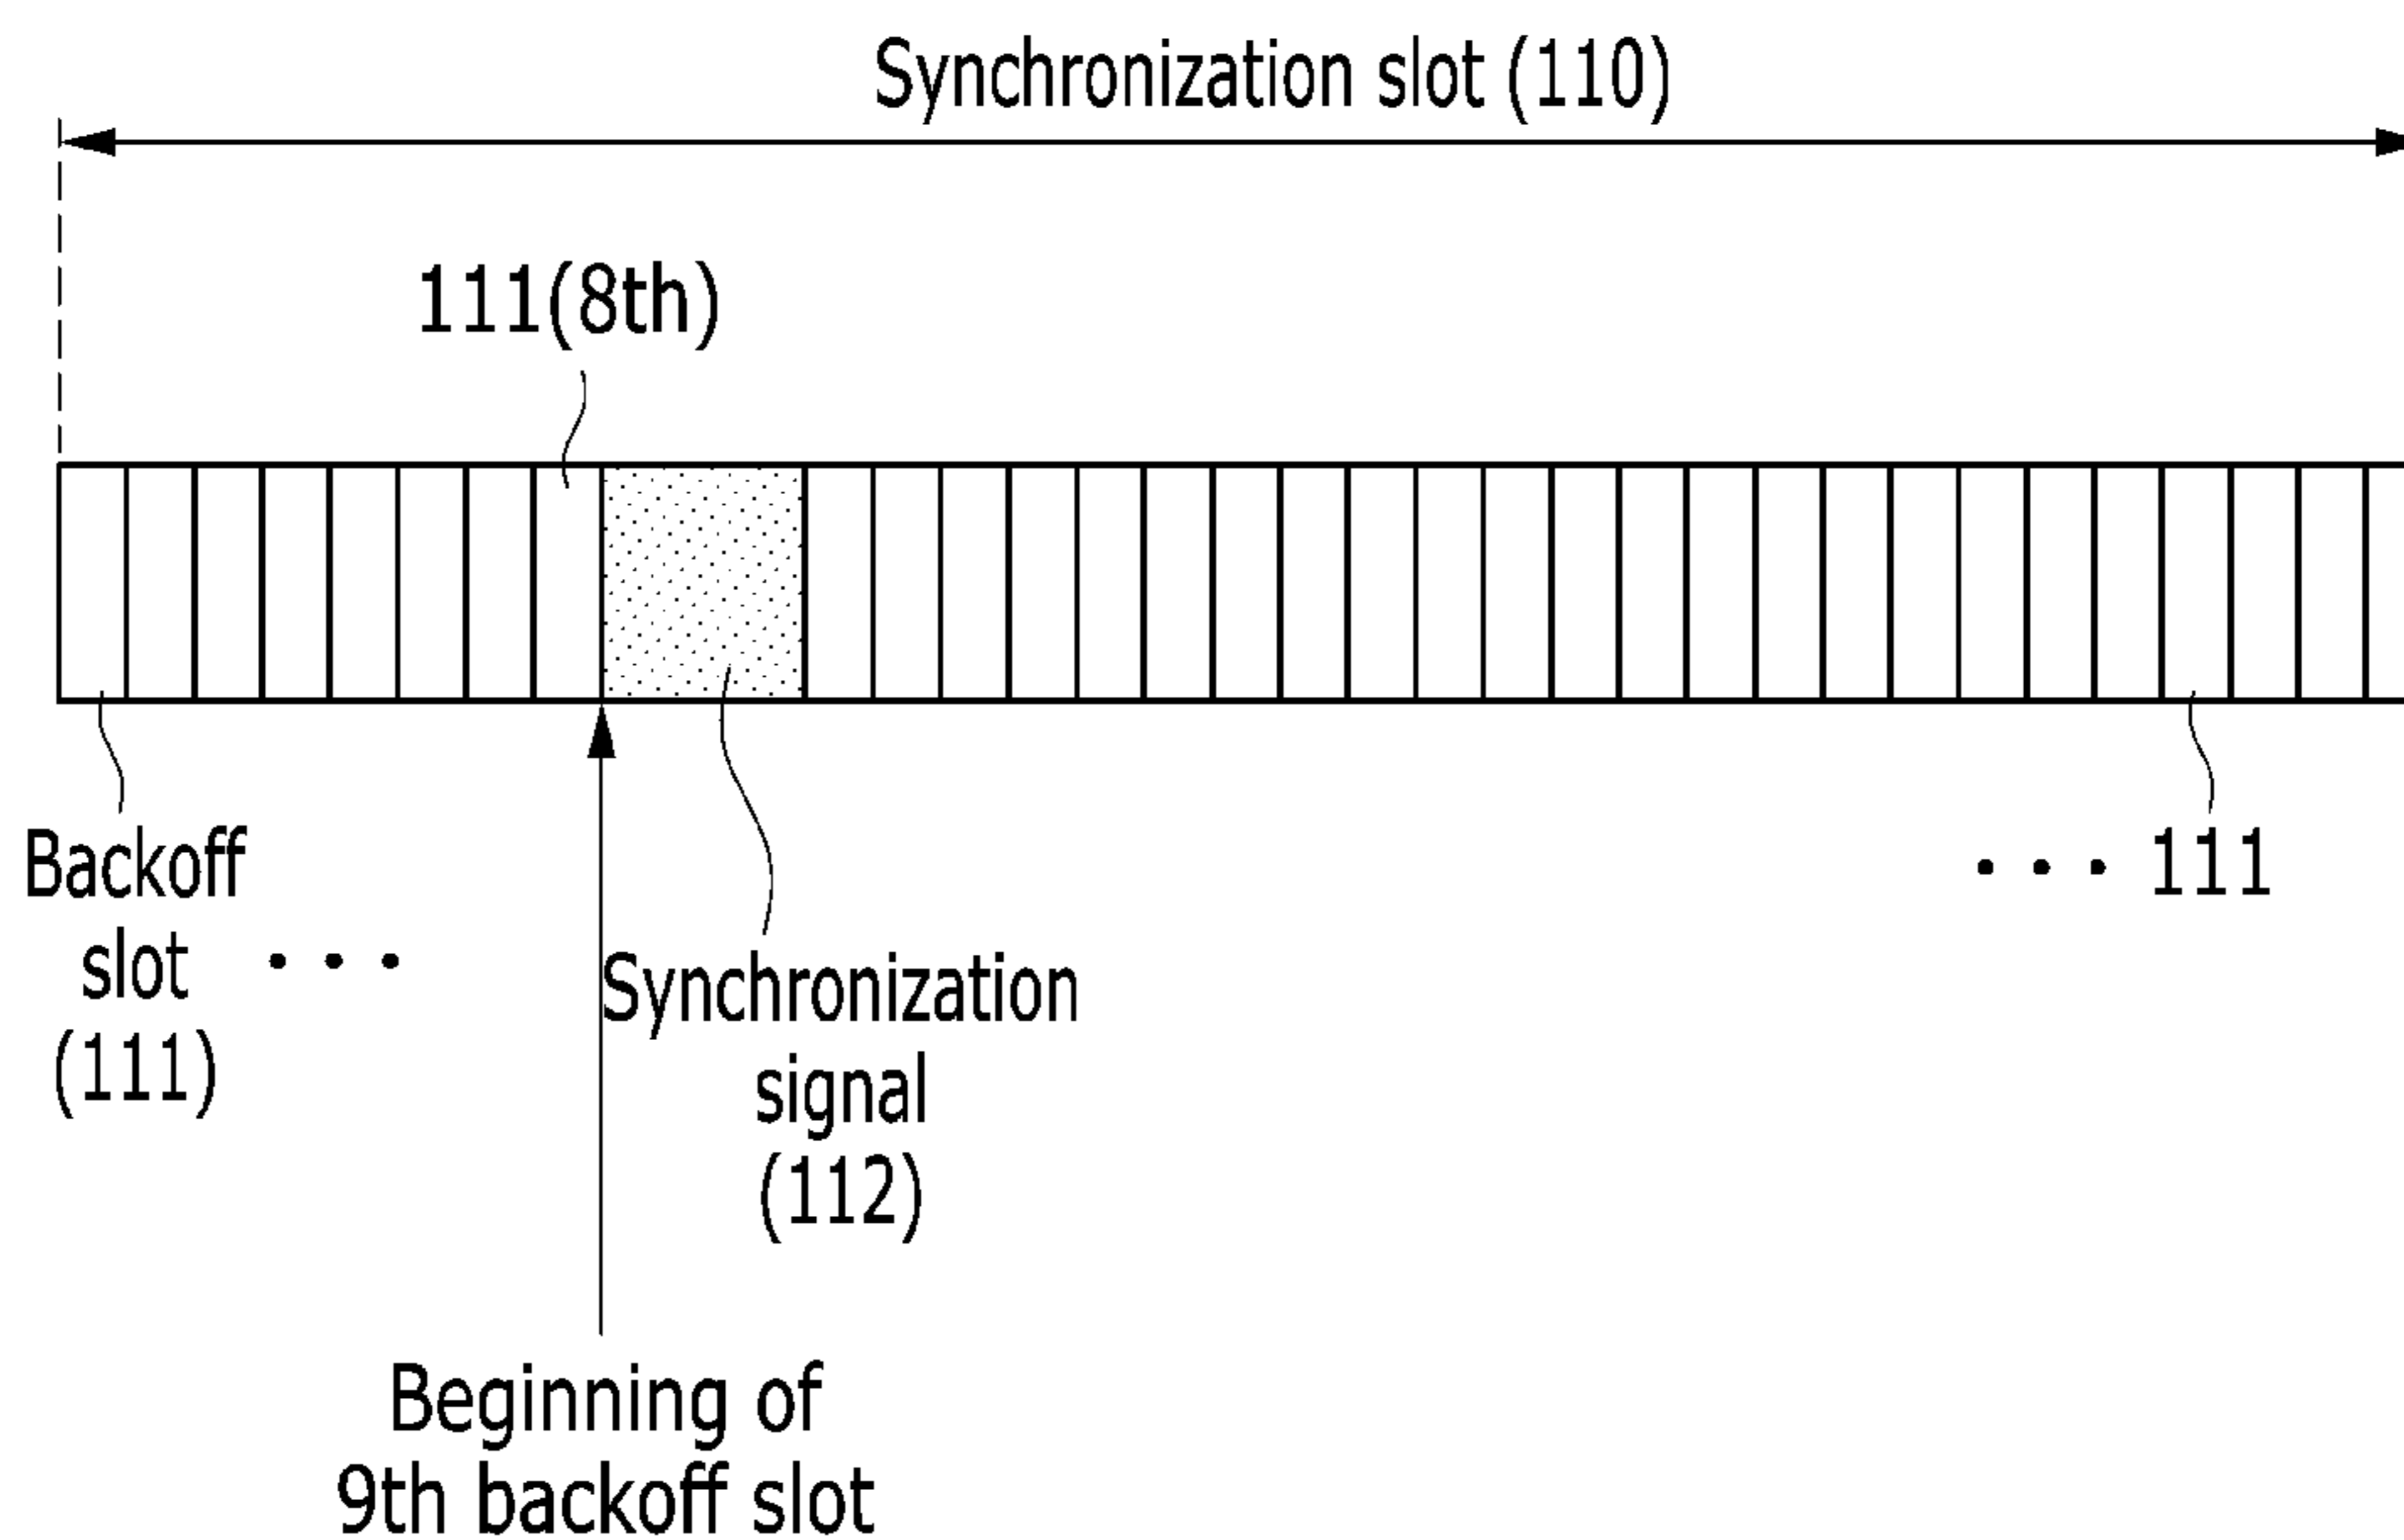 Synchronization slot (110)
111(8th)
Backoff
slot • • •
(111)
Synchronization
signal
(112)
• • • 111
Beginning of
9th backoff slot